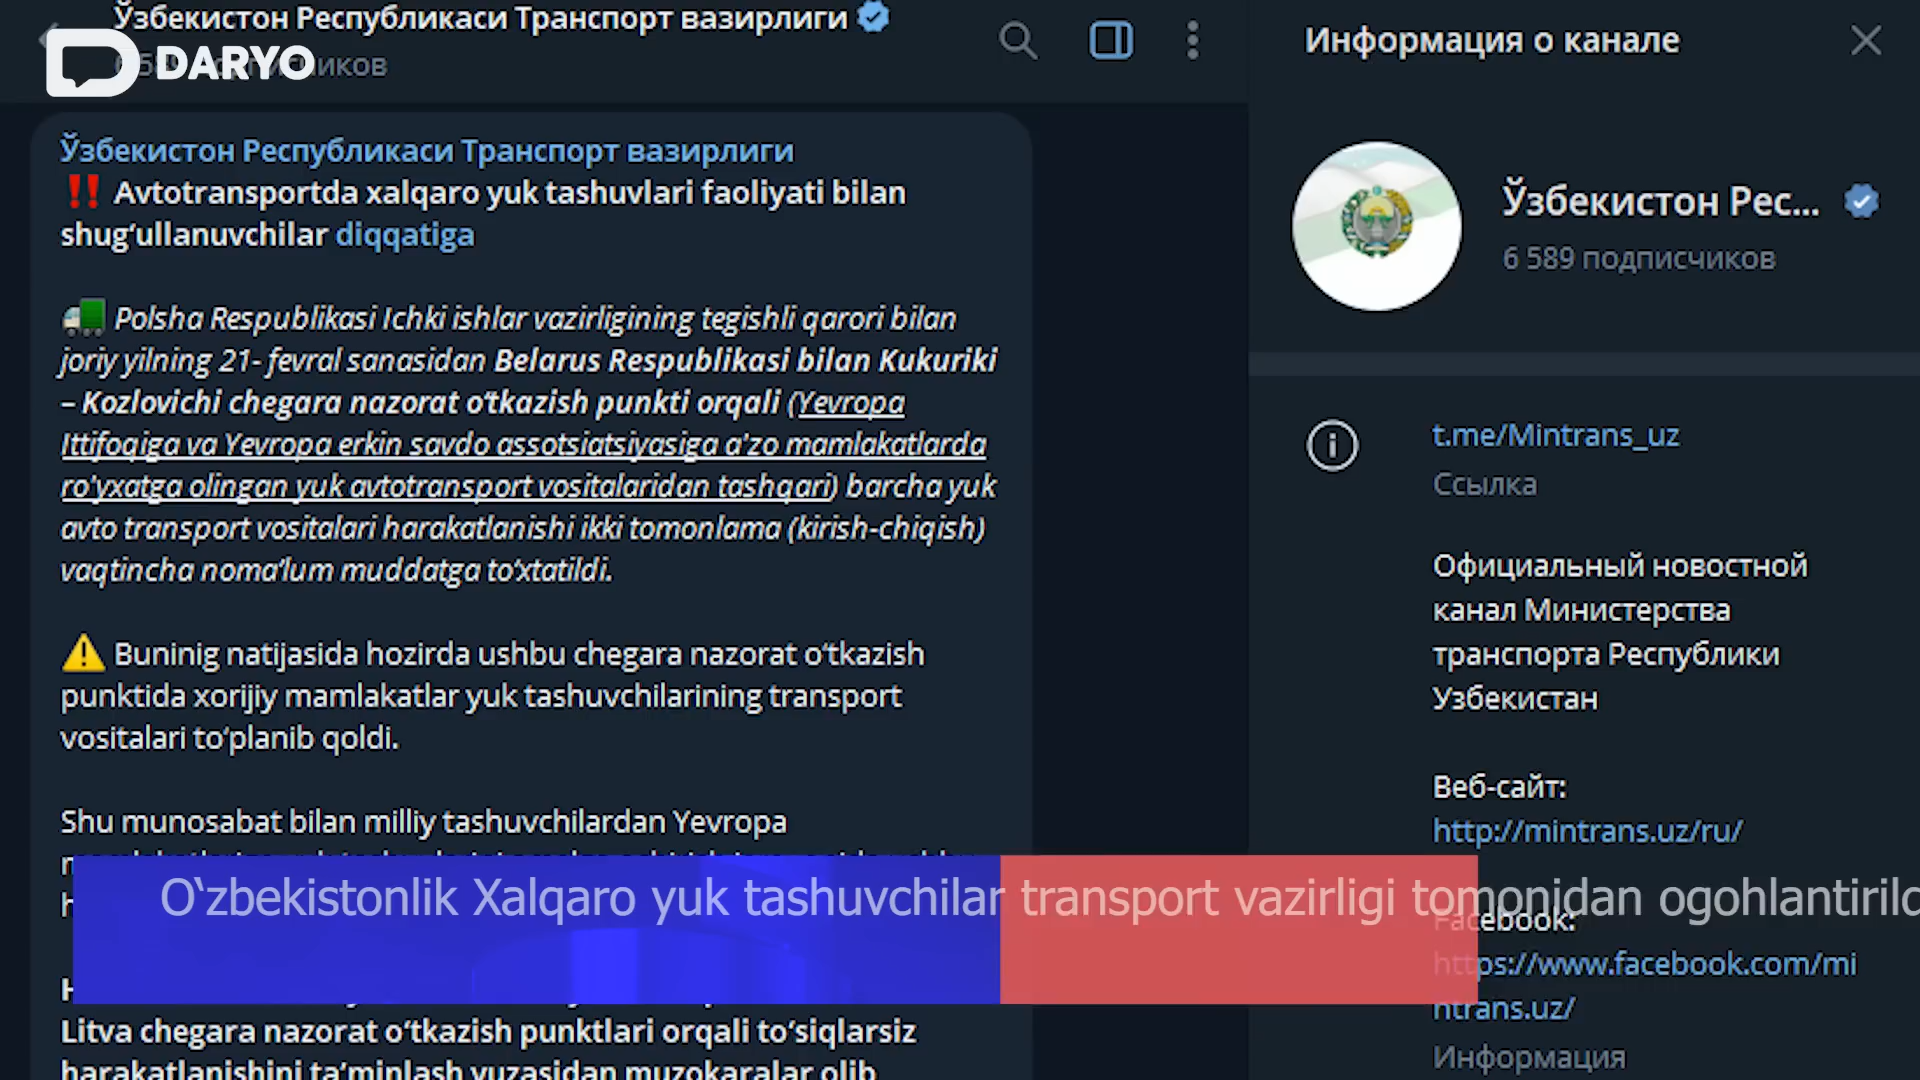 Ўзбекистон Республикаси Транспорт вазирлиги
DARYO
Ўзбекистон Республикаси Транспорт вазирлиги
‼ Avtotransportda xalqaro yuk tashuvlari faoliyati bilan
shug‘ullanuvchilar diqqatiga
Polsha Respublikasi Ichki ishlar vazirligining tegishli qarori bilan
joriy yilning 21- fevral sanasidan Belarus Respublikasi bilan Kukuriki
– Kozlovichi chegara nazorat o‘tkazish punkti orqali (Yevropa
Ittifoqiga va Yevropa erkin savdo assotsiatsiyasiga a'zo mamlakatlarda
ro'yxatga olingan yuk avtotransport vositalaridan tashqari) barcha yuk
avto transport vositalari harakatlanishi ikki tomonlama (kirish-chiqish)
vaqtincha noma’lum muddatga to‘xtatildi.
⚠ Buninig natijasida hozirda ushbu chegara nazorat o‘tkazish
punktida xorijiy mamlakatlar yuk tashuvchilarining transport
vositalari to‘planib qoldi.
Shu munosabat bilan milliy tashuvchilardan Yevropa
O‘zbekistonlik Xalqaro yuk tashuvchilar transport vazirligi tomonidan
Litva chegara nazorat o‘tkazish punktlari orqali to‘siqlarsiz
harakatlanishini ta’minlash yuzasidan muzokaralar olib
Информация о канале
Ўзбекистон Рес...
6 589 подписчиков
t.me/Mintrans_uz
Ссылка
Официальный новостной
канал Министерства
транспорта Республики
Узбекистан
Веб-сайт:
http://mintrans.uz/ru/
Facebook:
https://www.facebook.com/mi
ntrans.uz/
Информация